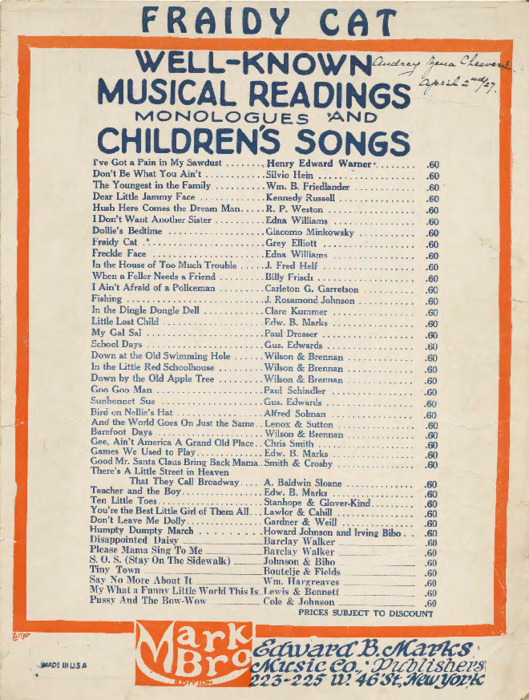 FRAIDY CAT
WELL-KNOWN
Audrey
April 2nd/27.
MUSICAL READINGS
MONOLOGUES AND
CHILDREN'S SONGS
I've Got a Pain in My Sawdust ....... Henry Edward Warner ....... .60
Don't Be What You Ain't .......... Silvio Hein ............... .60
The Youngest in the Family ......... Wm. B. Friedlander .......... .60
Dear Little Jammy Face ........... Kennedy Russell ............ .60
Hush Here Comes the Dream Man..... R. P. Weston .............. .60
I Don't Want Another Sister ......... Edna Williams .............. .60
Dollie's Bedtime .................. Giacomo Minkowsky ......... .60
Fraidy Cat ...................... Grey Elliott ............... .60
Freckle Face .................... Edna Williams .............. .60
In the House of Too Much Trouble ..... J. Fred Helf ............... .60
When a Feller Needs a Friend ........ Billy Frisch ............... .60
I Ain't Afraid of a Policeman ......... Carleton G. Garretson ........ .60
Fishing ........................ J. Rosamond Johnson ......... .60
In the Dingle Dongle Dell ........... Clare Kummer .............. .60
Little Lost Child .................. Edw. B. Marks .............. .60
My Gal Sal ..................... Paul Dresser ............... .60
School Days .................... Gus. Edwards ............... .60
Down at the Old Swimming Hole ...... Wilson & Brennan ............ .60
In the Little Red Schoolhouse ........ Wilson & Brennan ............ .60
Down by the Old Apple Tree ......... Wilson & Brennan ............ .60
Goo Goo Man ................... Paul Schindler .............. .60
Sunbonnet Sue .................. Gus. Edwards ............... .60
Bird on Nellie's Hat ............... Alfred Solman .............. .60
And the World Goes On Just the Same.. Lenox & Sutton ............. .60
Barefoot Days ................... Wilson & Brennan ............ .60
Gee, Ain't America A Grand Old Place.. Chris Smith ................ .60
Games We Used to Play............ Edw. B. Marks .............. .60
Good Mr. Santa Claus Bring Back Mama.. Smith & Crosby ............. .60
There's A Little Street in Heaven
That They Call Broadway.... A. Baldwin Sloane ........... .60
Teacher and the Boy............... Edw. B. Marks .............. .60
Ten Little Toes................... Stanhope & Glover-Kind....... .60
You're the Best Little Girl of Them All... Lawlor & Cahill ............. .60
Don't Leave Me Dolly.............. Gardner & Weill ............. .60
Humpty Dumpty March ............ Howard Johnson and Irving Bibo .. .60
Disappointed Daisy ______ Barclay Walker ______ .60
Please Mama Sing To Me ______ Barclay Walker ______ .60
S. O. S. (Stay On The Sidewalk) ______ Johnson & Bibo ______ .60
Tiny Town ______ Boutelje & Fields ______ .60
Say No More About It ______ Wm. Hargreaves ______ .60
My What a Funny Little World This Is Lewis & Bennett ______ .60
Pussy And The Bow-Wow ______ Cole & Johnson ______ .60
PRICES SUBJECT TO DISCOUNT
Mark
Bro
EDITION
Edward B. Marks
Music Co., Publishers
223-225 W. 46 St. New York
MADE IN U.S.A